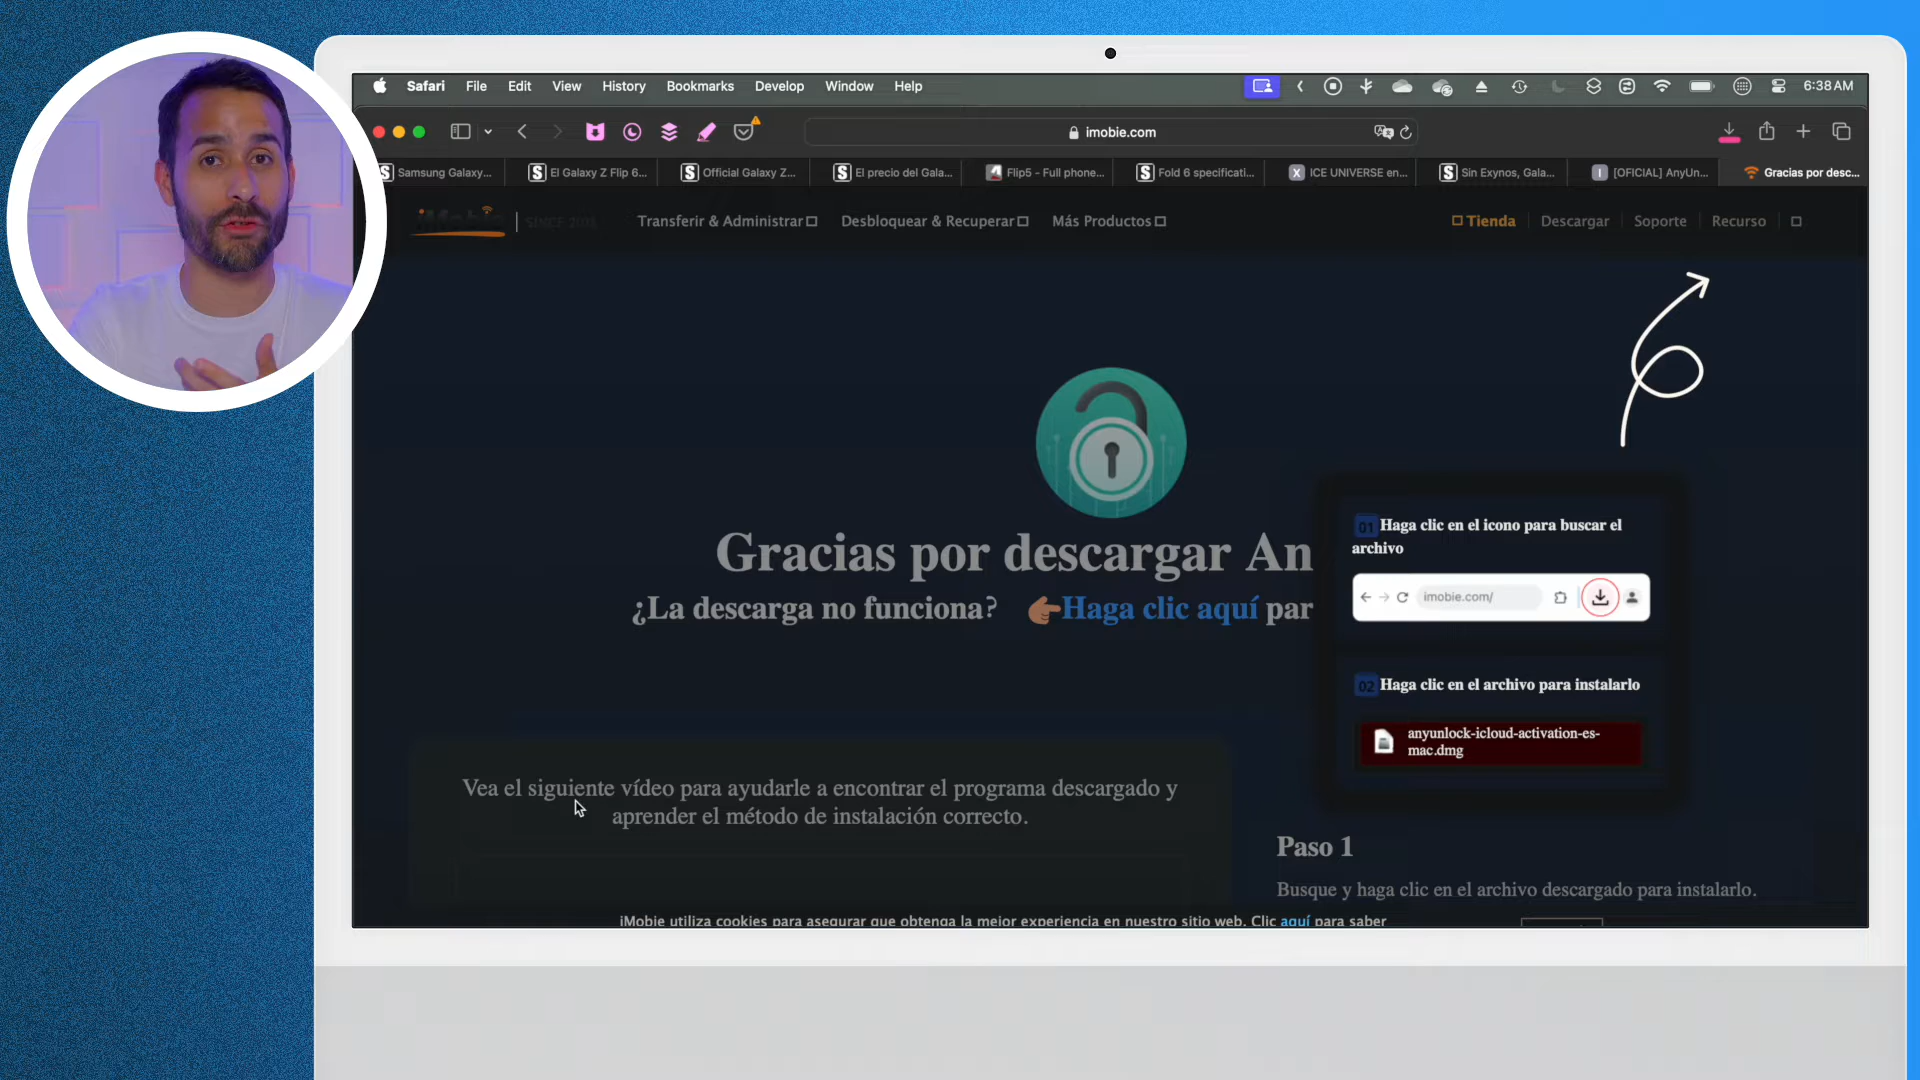 Safari File Edit View History Bookmarks Develop Window Help 6:38 AM
imobie.com
Samsung Galaxy...
El Galaxy Z Flip 6...
Official Galaxy Z...
El precio del Gala...
Flip5 - Full phone...
Fold 6 specificati...
ICE UNIVERSE en...
Sin Exynos, Gala...
[OFICIAL] AnyUn...
Gracias por desc...
iMobie SINCE 2011 Transferir & Administrar Desbloquear & Recuperar Más Productos Tienda Descargar Soporte Recurso
Gracias por descargar An
¿La descarga no funciona? Haga clic aquí par
01 Haga clic en el icono para buscar el
archivo
imobie.com/
02 Haga clic en el archivo para instalarlo
anyunlock-icloud-activation-es-
mac.dmg
Vea el siguiente vídeo para ayudarle a encontrar el programa descargado y
aprender el método de instalación correcto.
Paso 1
Busque y haga clic en el archivo descargado para instalarlo.
iMobie utiliza cookies para asegurar que obtenga la mejor experiencia en nuestro sitio web. Clic aquí para saber